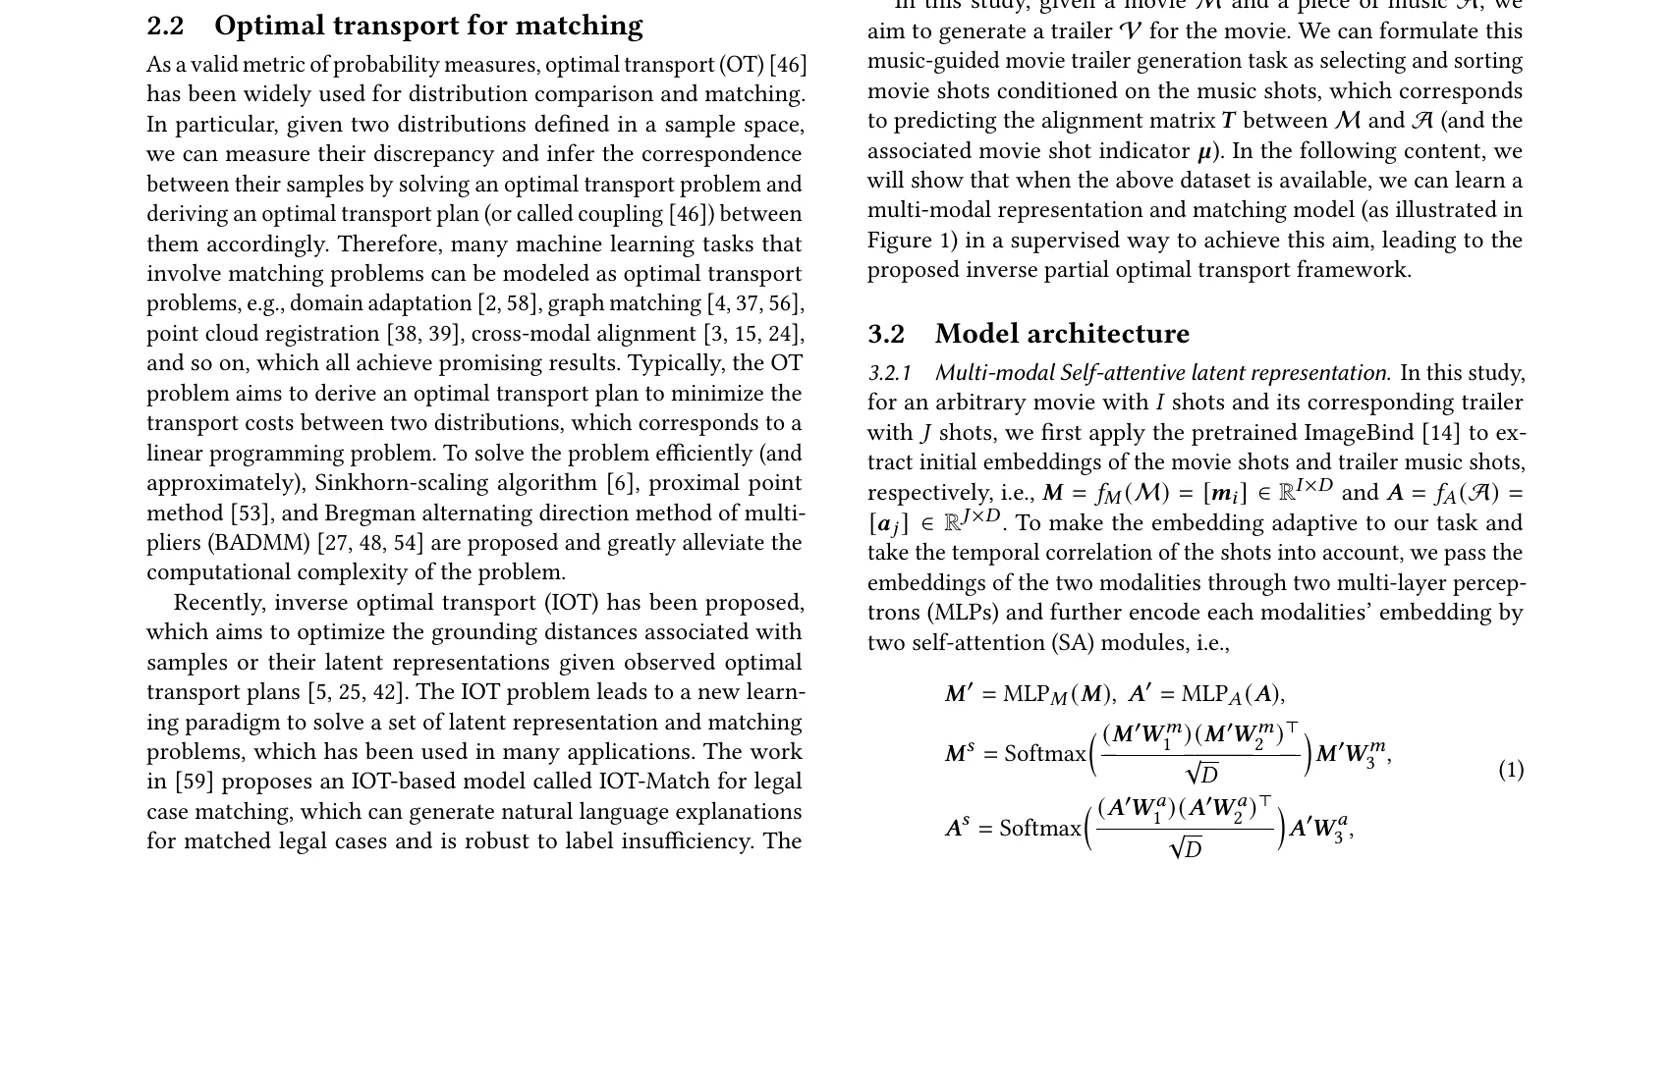 2.2 Optimal transport for matching
As a valid metric of probability measures, optimal transport (OT) [46]
has been widely used for distribution comparison and matching.
In particular, given two distributions defined in a sample space,
we can measure their discrepancy and infer the correspondence
between their samples by solving an optimal transport problem and
deriving an optimal transport plan (or called coupling [46]) between
them accordingly. Therefore, many machine learning tasks that
involve matching problems can be modeled as optimal transport
problems, e.g., domain adaptation [2, 58], graph matching [4, 37, 56],
point cloud registration [38, 39], cross-modal alignment [3, 15, 24],
and so on, which all achieve promising results. Typically, the OT
problem aims to derive an optimal transport plan to minimize the
transport costs between two distributions, which corresponds to a
linear programming problem. To solve the problem efficiently (and
approximately), Sinkhorn-scaling algorithm [6], proximal point
method [53], and Bregman alternating direction method of multi-
pliers (BADMM) [27, 48, 54] are proposed and greatly alleviate the
computational complexity of the problem.
Recently, inverse optimal transport (IOT) has been proposed,
which aims to optimize the grounding distances associated with
samples or their latent representations given observed optimal
transport plans [5, 25, 42]. The IOT problem leads to a new learn-
ing paradigm to solve a set of latent representation and matching
problems, which has been used in many applications. The work
in [59] proposes an IOT-based model called IOT-Match for legal
case matching, which can generate natural language explanations
for matched legal cases and is robust to label insufficiency. The
In this study, given a movie ℳ and a piece of music 𝒜, we
aim to generate a trailer 𝒱 for the movie. We can formulate this
music-guided movie trailer generation task as selecting and sorting
movie shots conditioned on the music shots, which corresponds
to predicting the alignment matrix T between ℳ and 𝒜 (and the
associated movie shot indicator μ). In the following content, we
will show that when the above dataset is available, we can learn a
multi-modal representation and matching model (as illustrated in
Figure 1) in a supervised way to achieve this aim, leading to the
proposed inverse partial optimal transport framework.
3.2 Model architecture
3.2.1 Multi-modal Self-attentive latent representation. In this study,
for an arbitrary movie with I shots and its corresponding trailer
with J shots, we first apply the pretrained ImageBind [14] to ex-
tract initial embeddings of the movie shots and trailer music shots,
respectively, i.e., M = f_M(ℳ) = [m_i] ∈ ℝ^{I×D} and A = f_A(𝒜) =
[a_j] ∈ ℝ^{J×D}. To make the embedding adaptive to our task and
take the temporal correlation of the shots into account, we pass the
embeddings of the two modalities through two multi-layer percep-
trons (MLPs) and further encode each modalities' embedding by
two self-attention (SA) modules, i.e.,
M′ = MLP_M(M), A′ = MLP_A(A),
M^s = Softmax((M′W_1^m)(M′W_2^m)^⊤ / √D) M′W_3^m,
(1)
A^s = Softmax((A′W_1^a)(A′W_2^a)^⊤ / √D) A′W_3^a,